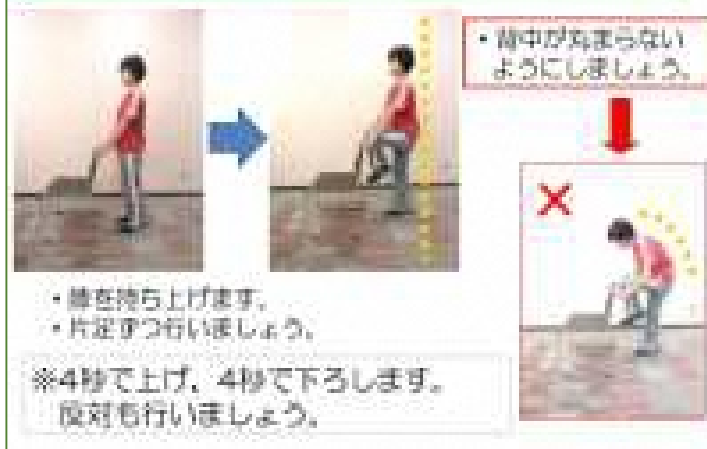 ・背中が丸まらない
ようにしましょう。
・膝を持ち上げます。
・片足ずつ行いましょう。
※4秒で上げ、4秒で下ろします。
反対も行いましょう。